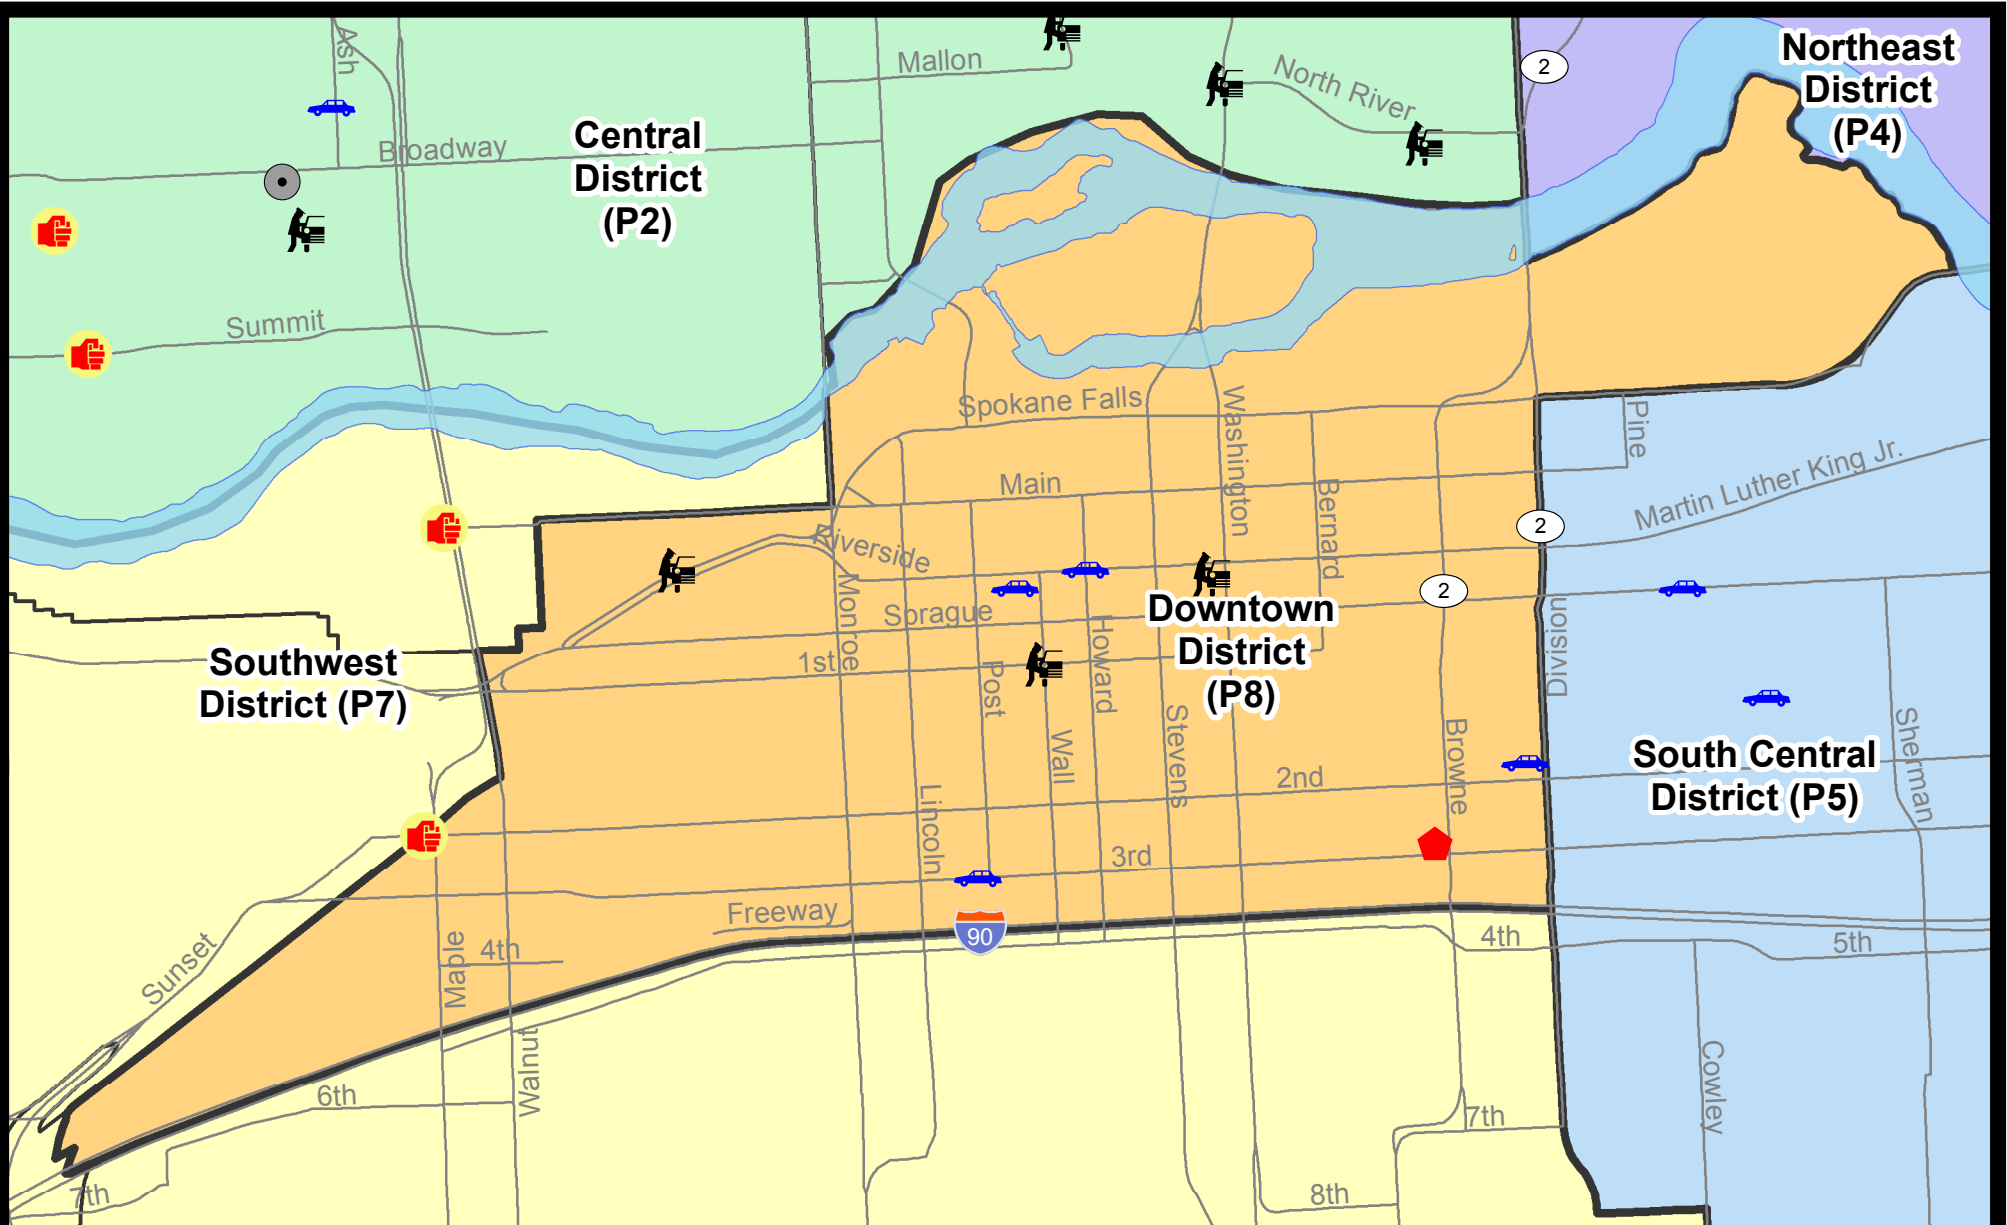 Ash
Mallon
North River
2
Northeast
District
(P4)
Broadway
Central
District
(P2)
Summit
Spokane Falls
Washington
Pine
Main
Bernard
Martin Luther King Jr.
Riverside
2
Monroe
Sprague
Howard
2
Division
Downtown
District
(P8)
1st
Post
Southwest
District (P7)
Wall
Stevens
Browne
Sherman
South Central
District (P5)
2nd
Lincoln
3rd
Freeway
90
4th
5th
Sunset
Maple
4th
Walnut
6th
Cowley
7th
7th
8th